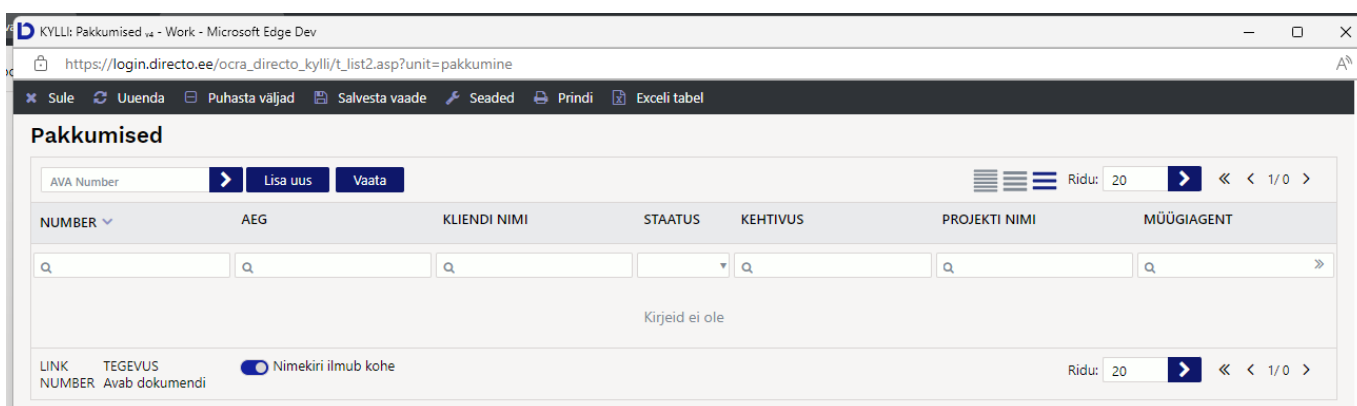 KYLLI: Pakkumised v4 - Work - Microsoft Edge Dev
https://login.directo.ee/ocra_directo_kylli/t_list2.asp?unit=pakkumine
Sule Uuenda Puhasta väljad Salvesta vaade Seaded Prindi Exceli tabel
Pakkumised
AVA Number Lisa uus Vaata Ridu: 20 1/0
NUMBER AEG KLIENDI NIMI STAATUS KEHTIVUS PROJEKTI NIMI MÜÜGIAGENT
Kirjeid ei ole
LINK TEGEVUS Nimekiri ilmub kohe
NUMBER Avab dokumendi
Ridu: 20 1/0